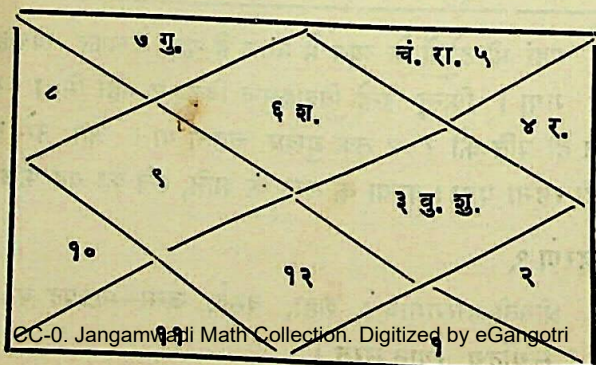 ७ गु.
चं. रा. ५
८
६ श.
४ र.
९
३ बु. शु.
१०
१२
२
११
१
CC-0. Jangamwadi Math Collection. Digitized by eGangotri